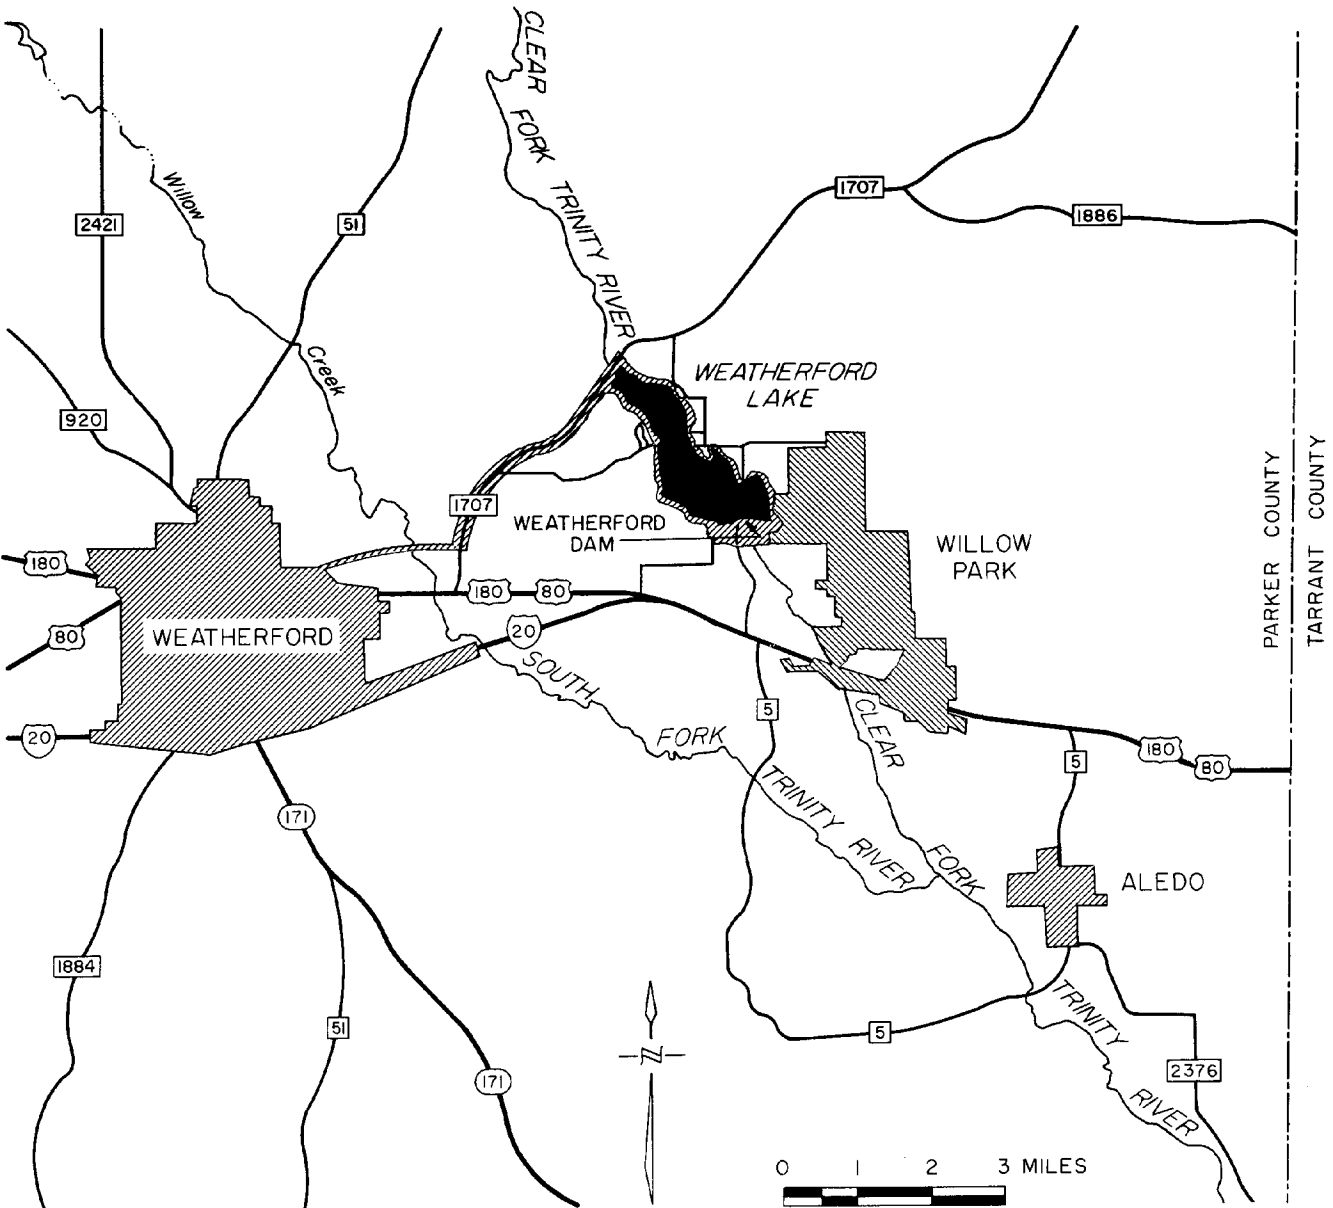 CLEAR FORK TRINITY RIVER
Willow
Creek
2421
51
1707
1886
920
WEATHERFORD
LAKE
1707
WEATHERFORD
DAM
WILLOW
PARK
PARKER COUNTY
TARRANT COUNTY
180
80
180
80
WEATHERFORD
20
20
SOUTH FORK TRINITY RIVER
5
CLEAR FORK TRINITY RIVER
5
180
80
171
ALEDO
1884
51
171
5
2376
N
0 1 2 3 MILES